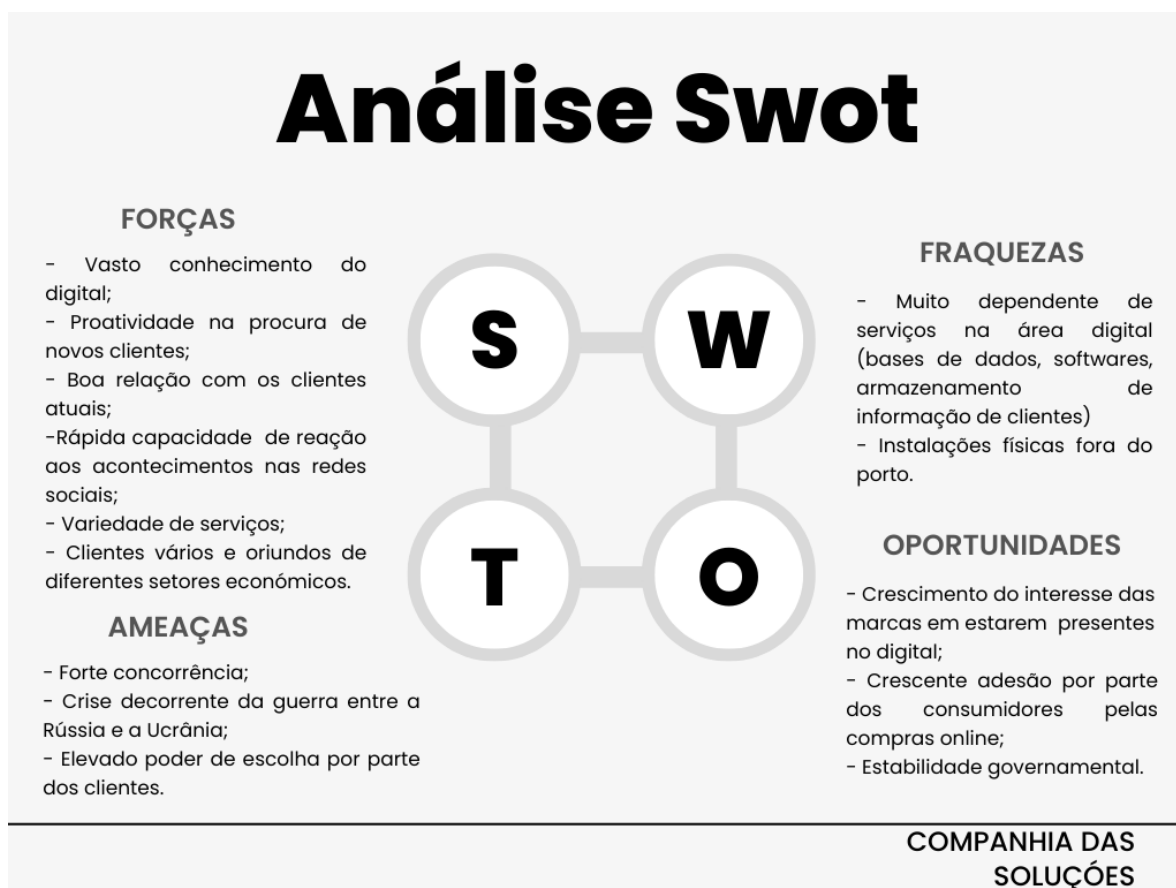 Análise Swot
FORÇAS
- Vasto conhecimento do
digital;
- Proatividade na procura de
novos clientes;
- Boa relação com os clientes
atuais;
-Rápida capacidade de reação
aos acontecimentos nas redes
sociais;
- Variedade de serviços;
- Clientes vários e oriundos de
diferentes setores económicos.
AMEAÇAS
- Forte concorrência;
- Crise decorrente da guerra entre a
Rússia e a Ucrânia;
- Elevado poder de escolha por parte
dos clientes.
S
W
T
O
FRAQUEZAS
- Muito dependente de
serviços na área digital
(bases de dados, softwares,
armazenamento de
informação de clientes)
- Instalações físicas fora do
porto.
OPORTUNIDADES
- Crescimento do interesse das
marcas em estarem presentes
no digital;
- Crescente adesão por parte
dos consumidores pelas
compras online;
- Estabilidade governamental.
COMPANHIA DAS
SOLUÇÓES